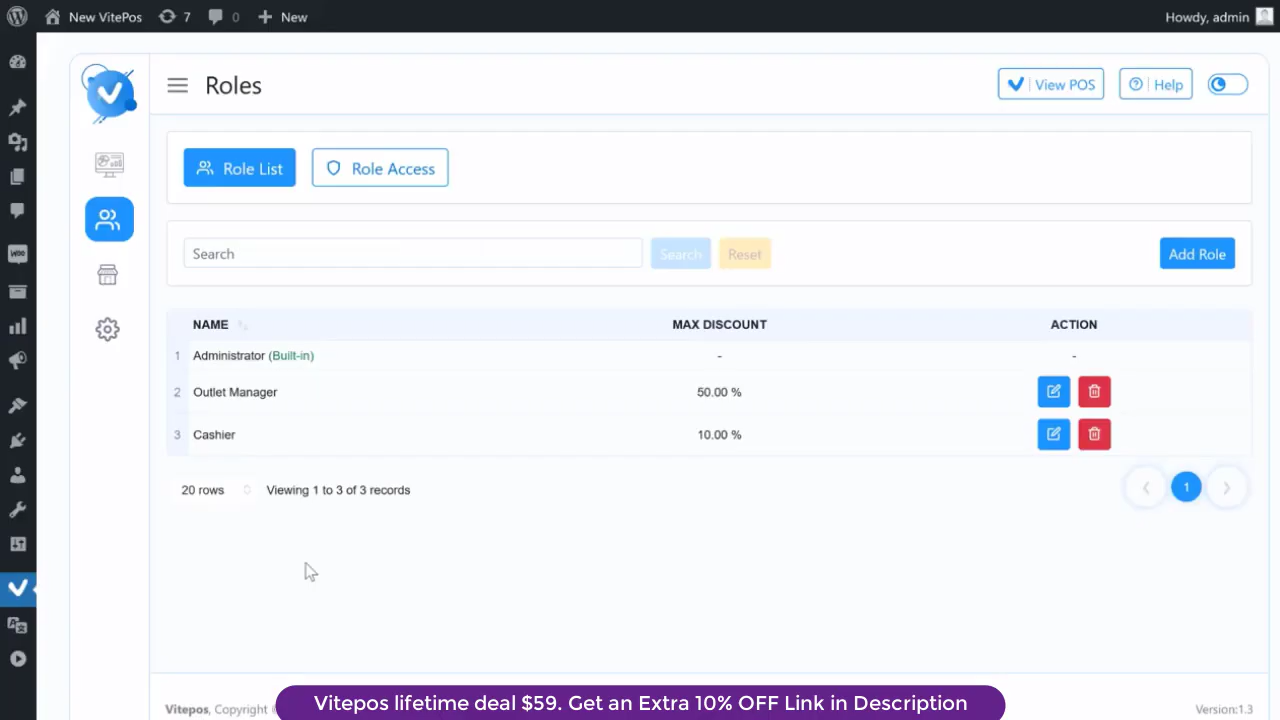 New VitePos 7 0 New Howdy, admin
Roles View POS Help
Role List Role Access
Search Search Reset Add Role
NAME MAX DISCOUNT ACTION
1 Administrator (Built-in) - -
2 Outlet Manager 50.00 %
3 Cashier 10.00 %
20 rows Viewing 1 to 3 of 3 records 1
Vitepos, Copyright © Version:1.3
Vitepos lifetime deal $59. Get an Extra 10% OFF Link in Description